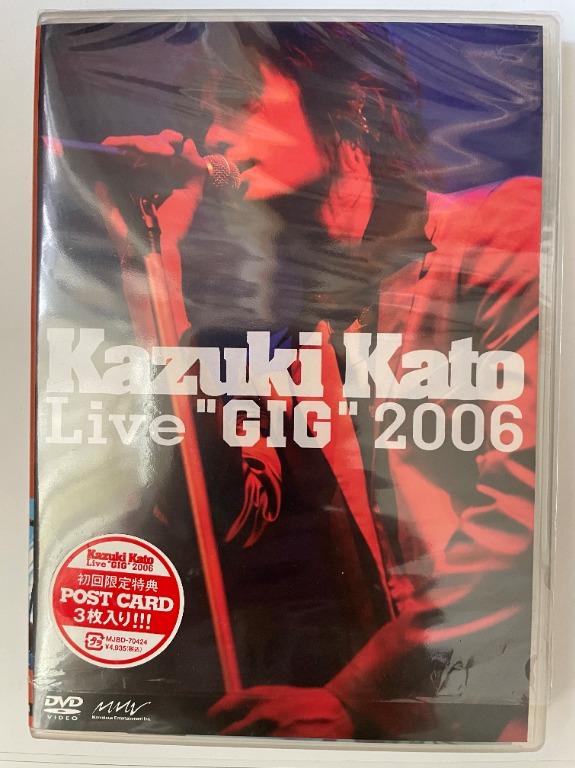 Kazuki Kato
Live "GIG" 2006
Kazuki Kato
Live "GIG" 2006
初回限定特典
POST CARD
3枚入り!!!
MJBD-70424
¥4,935(税込)
DVD
VIDEO